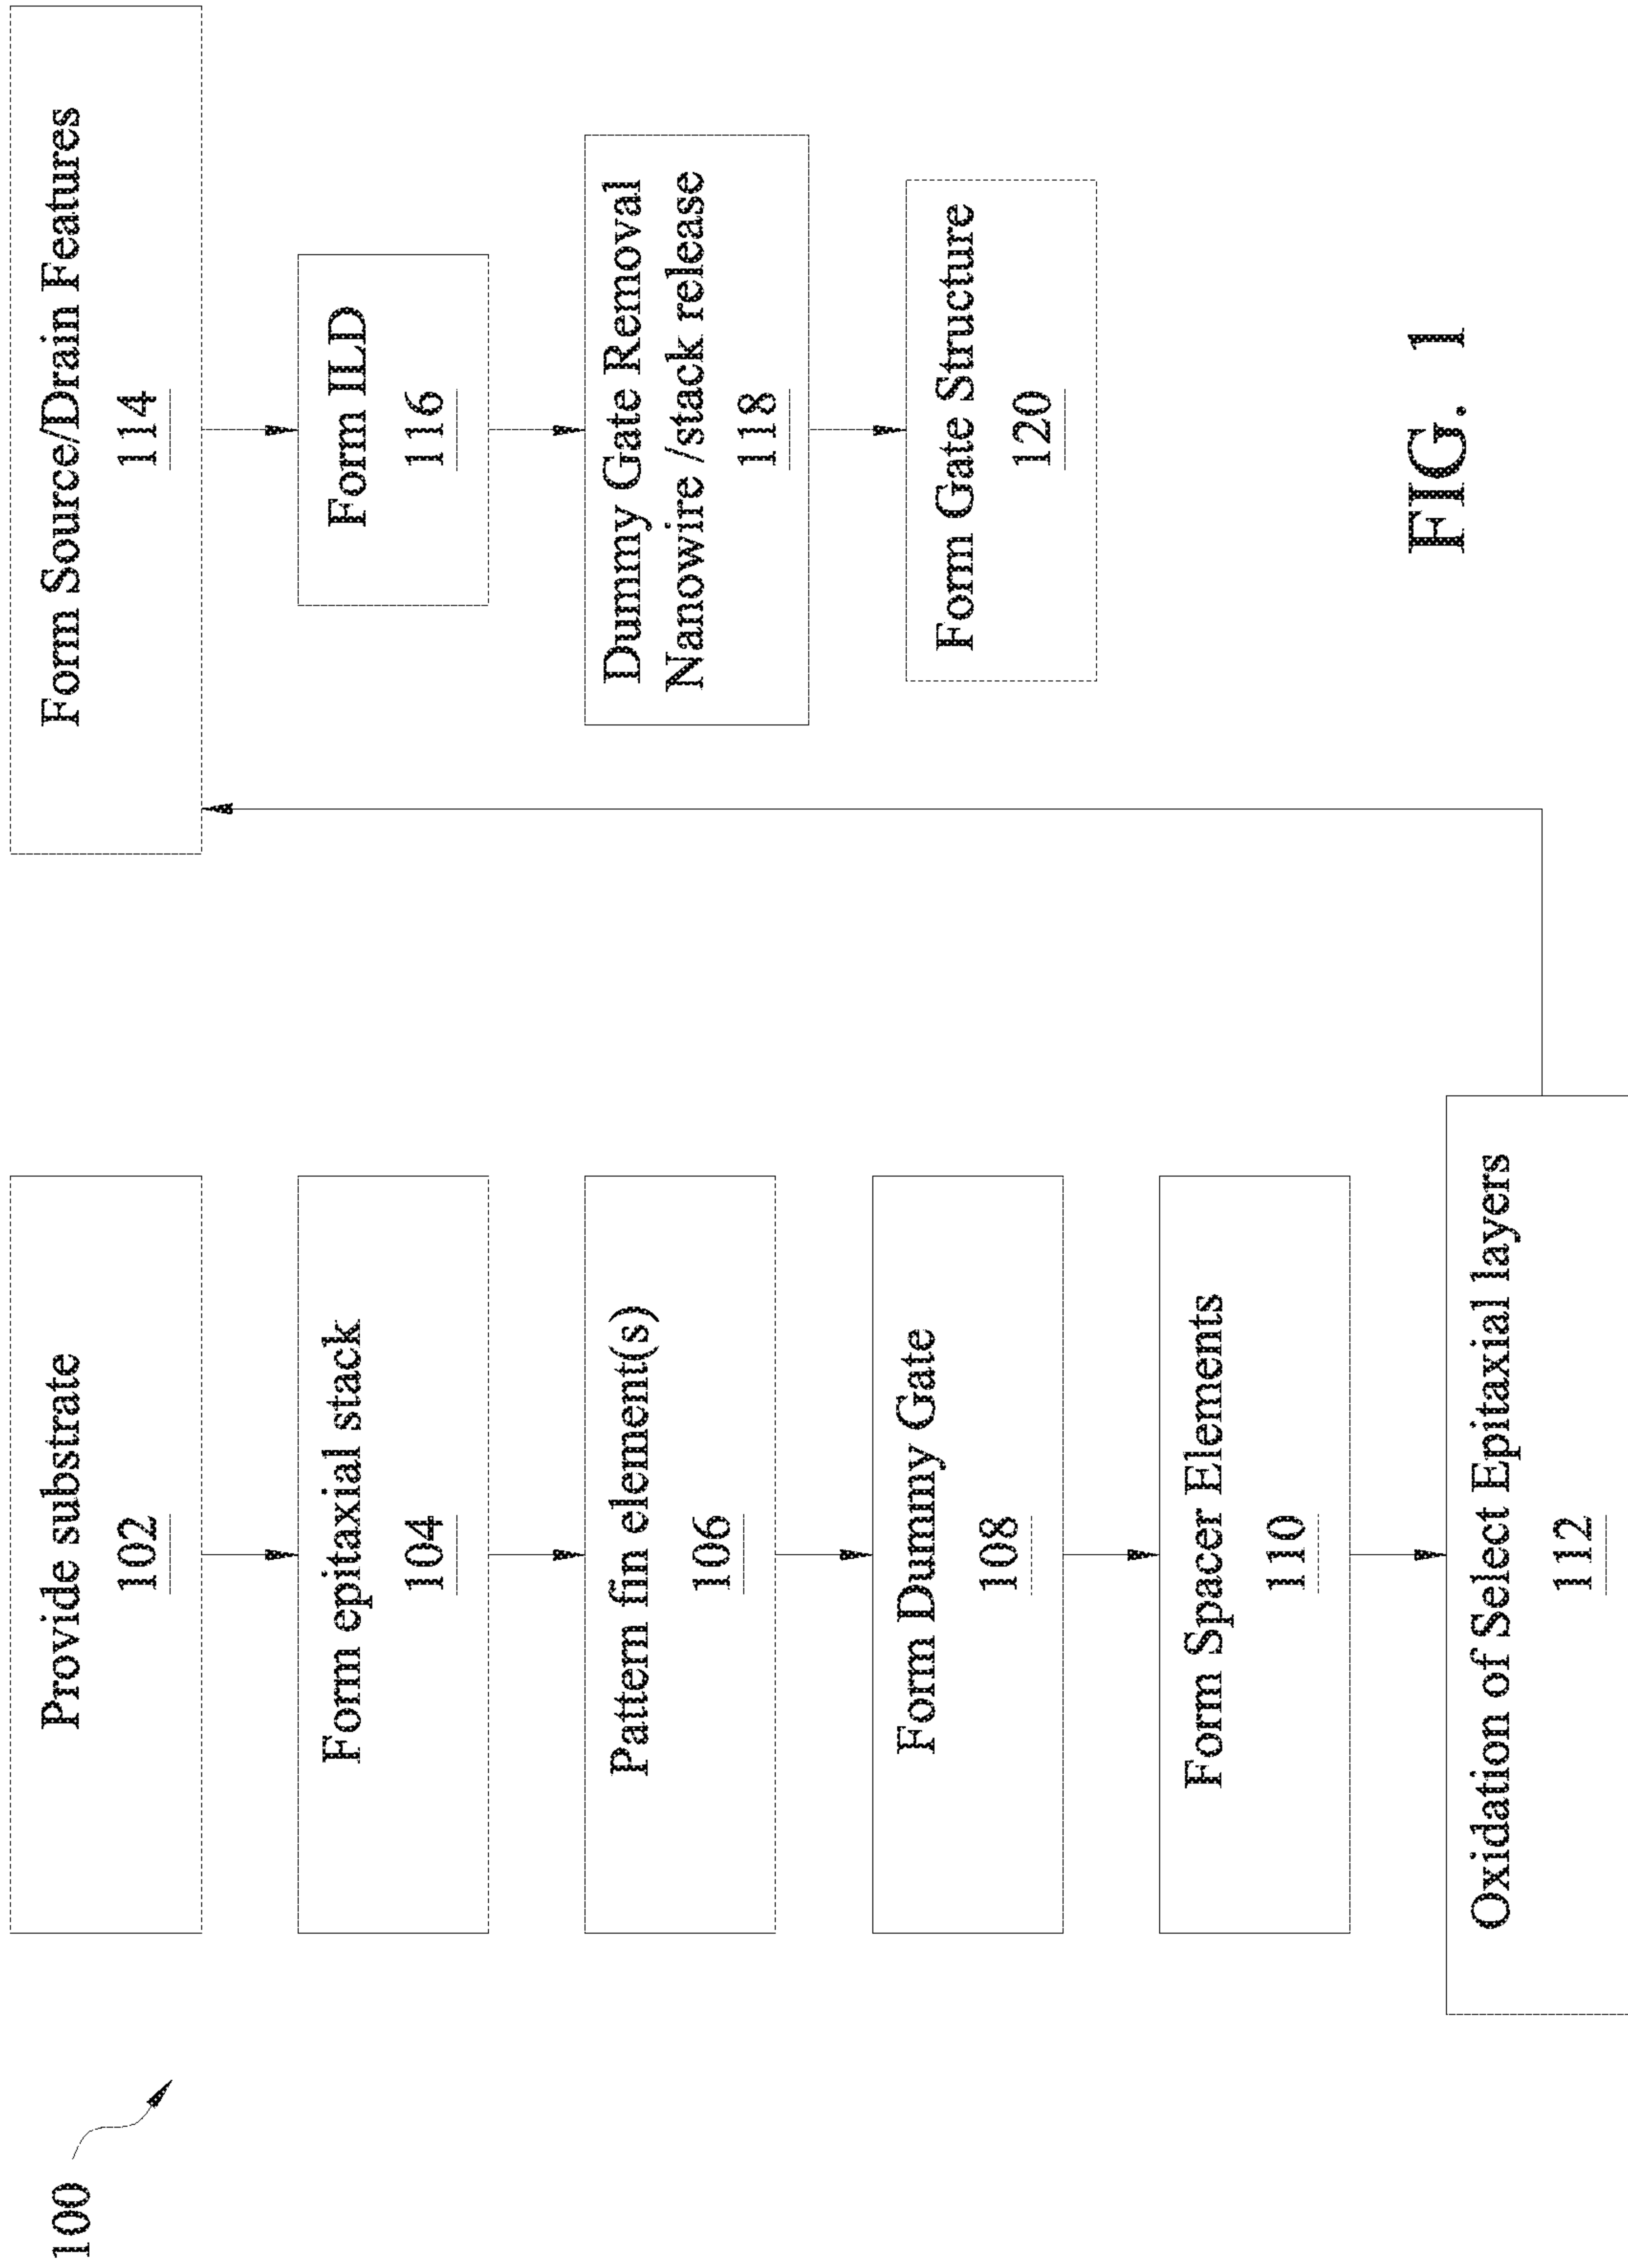 100
Provide substrate
102
Form epitaxial stack
104
Pattern fin element(s)
106
Form Dummy Gate
108
Form Spacer Elements
110
Oxidation of Select Epitaxial layers
112
Form Source/Drain Features
114
Form ILD
116
Dummy Gate Removal
Nanowire /stack release
118
Form Gate Structure
120
FIG. 1